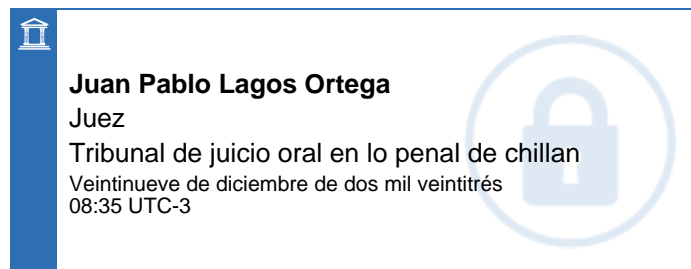 Juan Pablo Lagos Ortega
Juez
Tribunal de juicio oral en lo penal de chillan
Veintinueve de diciembre de dos mil veintitrés
08:35 UTC-3